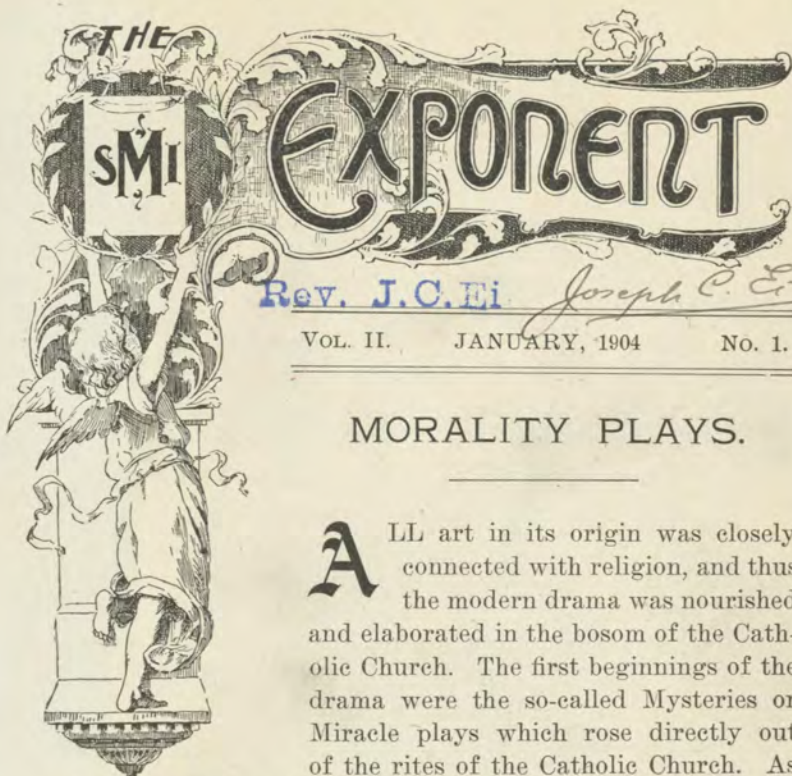 THE
SMI
EXPONENT
Rev. J.C. Ei
Joseph C. Ei
VOL. II. JANUARY, 1904 No. 1.
MORALITY PLAYS.
ALL art in its origin was closely
connected with religion, and thus
the modern drama was nourished
and elaborated in the bosom of the Cath-
olic Church. The first beginnings of the
drama were the so-called Mysteries or
Miracle plays which rose directly out
of the rites of the Catholic Church. As